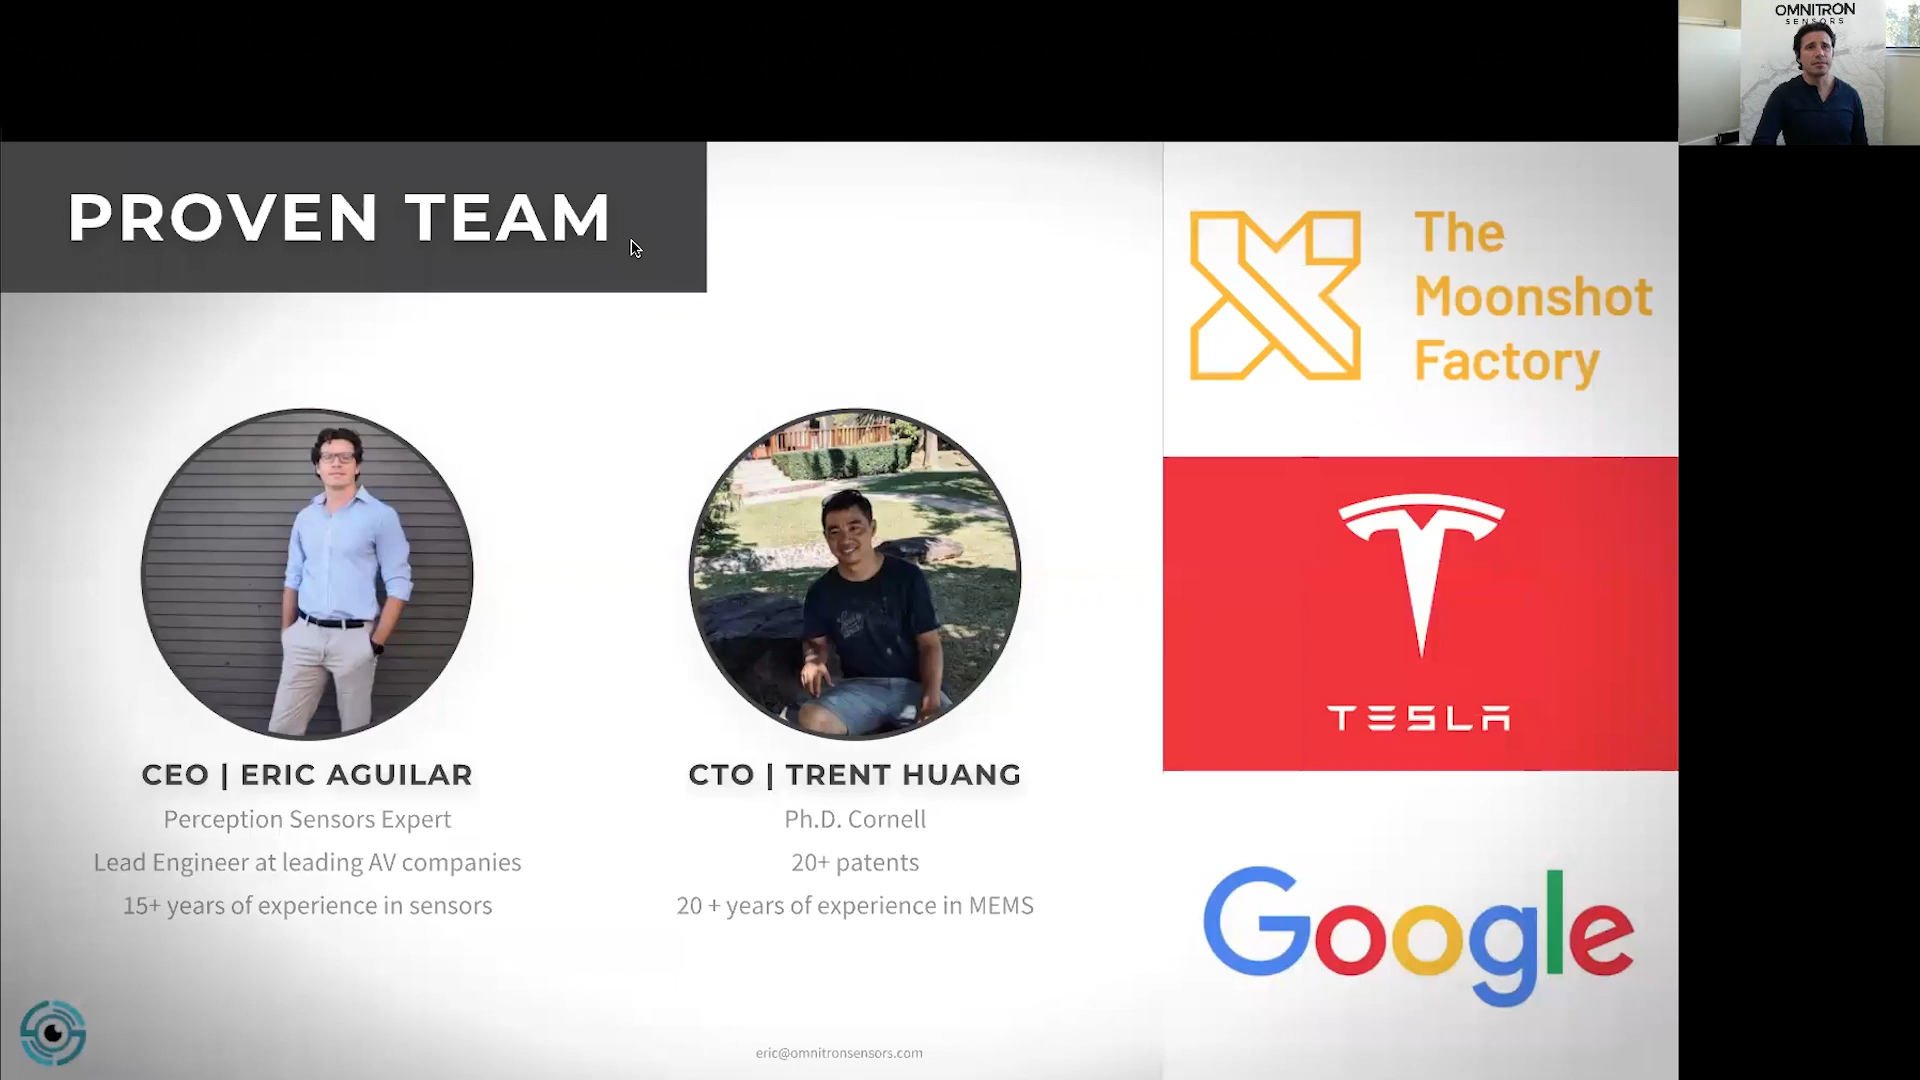 OMNITRON
SENSORS
PROVEN TEAM
The
Moonshot
Factory
TESLA
Google
CEO | ERIC AGUILAR
Perception Sensors Expert
Lead Engineer at leading AV companies
15+ years of experience in sensors
CTO | TRENT HUANG
Ph.D. Cornell
20+ patents
20 + years of experience in MEMS
eric@omnitronsensors.com